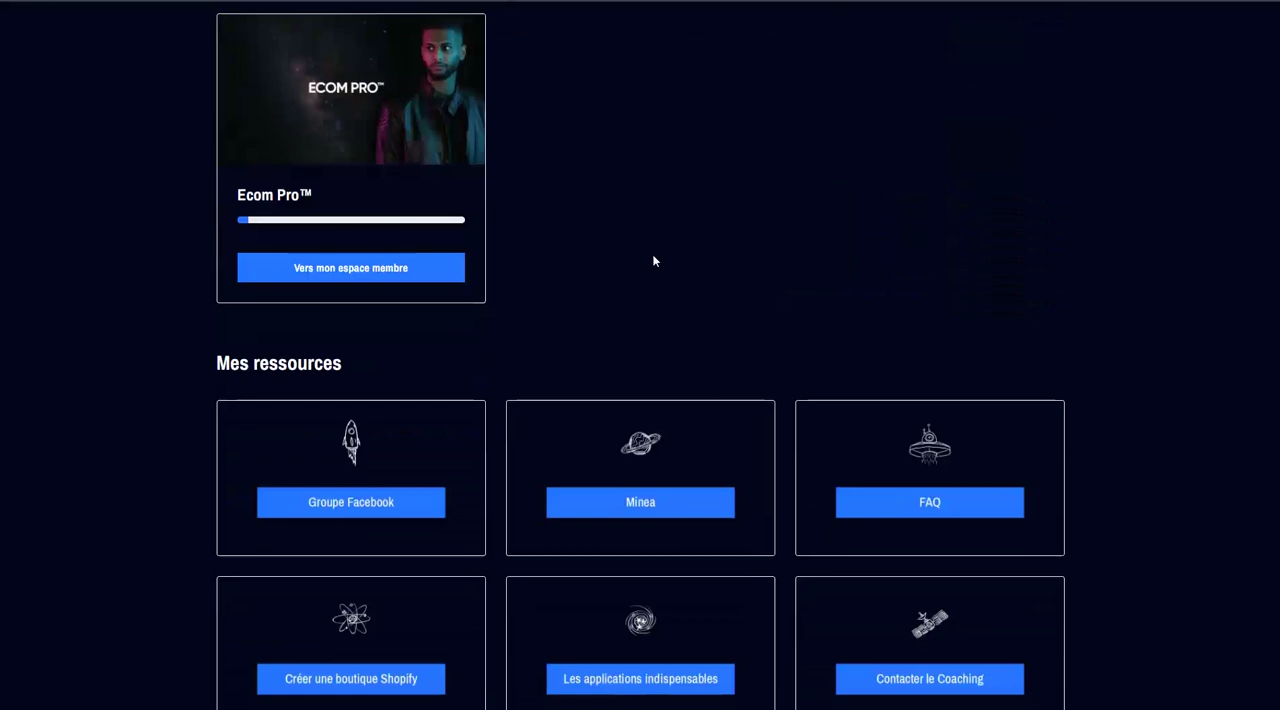 ECOM PRO™
Ecom Pro™
Vers mon espace membre
Mes ressources
Groupe Facebook
Minea
FAQ
Créer une boutique Shopify
Les applications indispensables
Contacter le Coaching